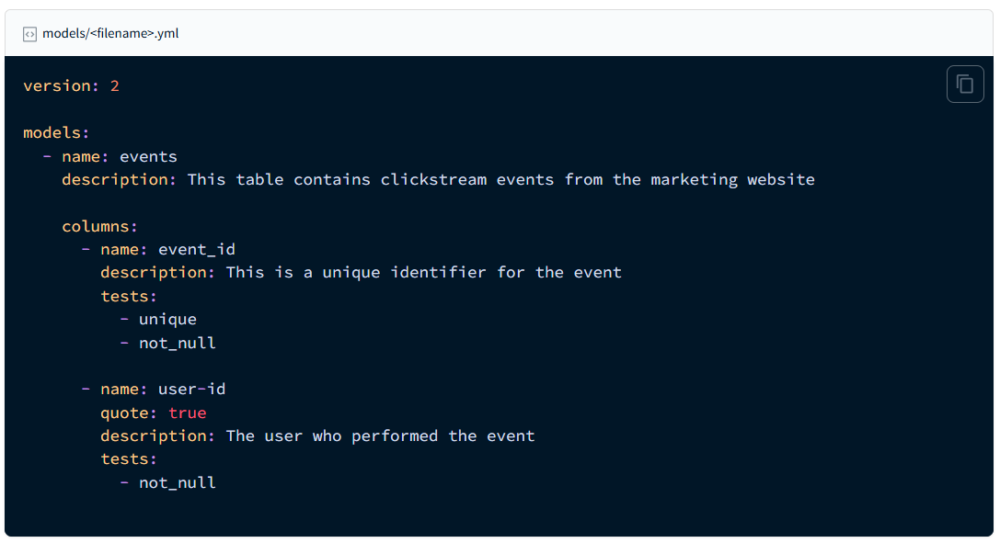 models/<filename>.yml
version: 2
models:
- name: events
description: This table contains clickstream events from the marketing website
columns:
- name: event_id
description: This is a unique identifier for the event
tests:
- unique
- not_null
- name: user-id
quote: true
description: The user who performed the event
tests:
- not_null